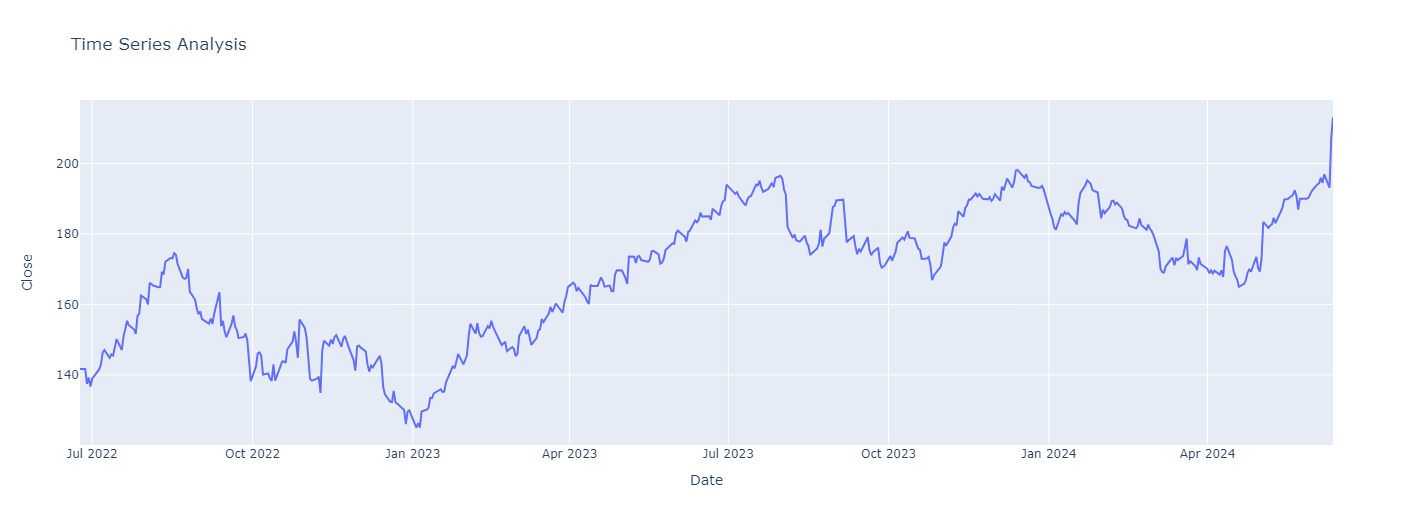 Time Series Analysis
Close
200
180
160
140
Jul 2022
Oct 2022
Jan 2023
Apr 2023
Jul 2023
Oct 2023
Jan 2024
Apr 2024
Date